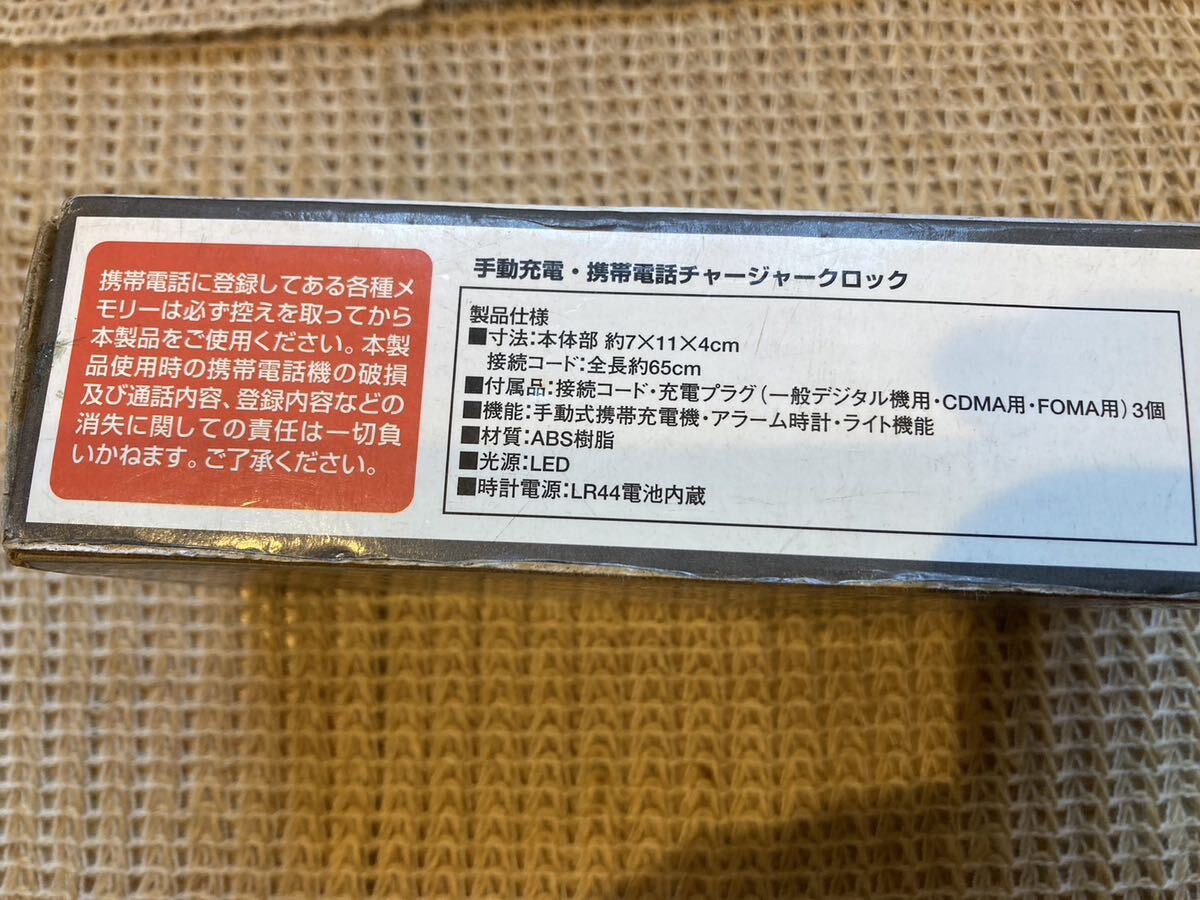 携帯電話に登録してある各種メ
モリーは必ず控えを取ってから
本製品をご使用ください。本製
品使用時の携帯電話機の破損
及び通話内容、登録内容などの
消失に関しての責任は一切負
いかねます。ご了承ください。
手動充電・携帯電話チャージャークロック
製品仕様
■寸法：本体部 約7×11×4cm
接続コード：全長約65cm
■付属品：接続コード・充電プラグ（一般デジタル機用・CDMA用・FOMA用）3個
■機能：手動式携帯充電機・アラーム時計・ライト機能
■材質：ABS樹脂
■光源：LED
■時計電源：LR44電池内蔵